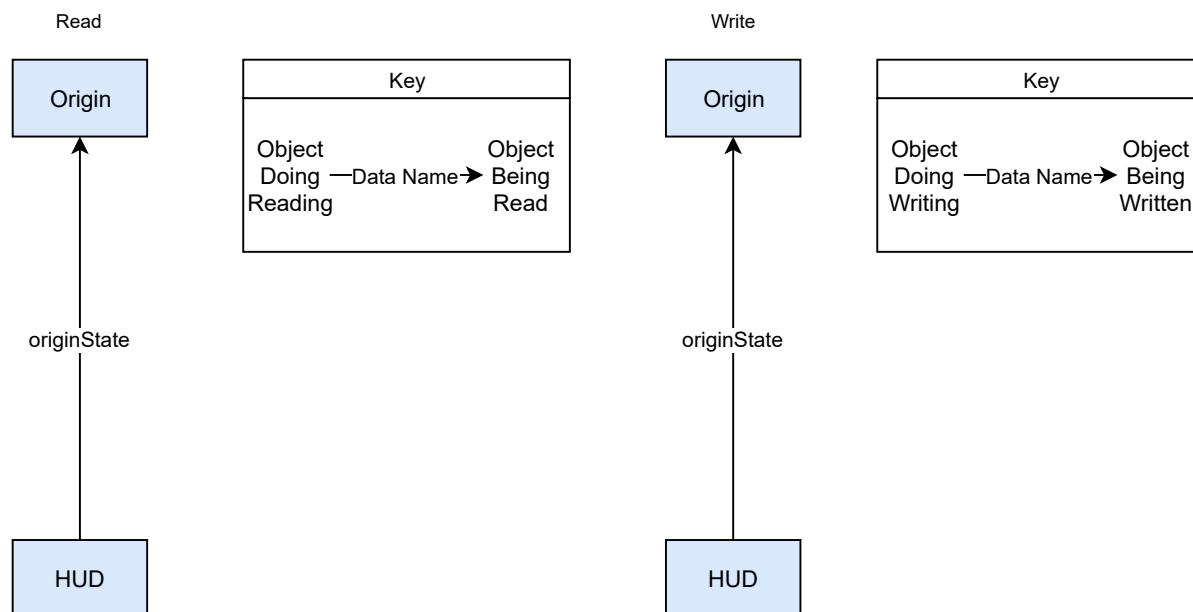 Read
Write
Origin
Key
Origin
Key
Object
Doing
Reading
Data Name
Object
Being
Read
Object
Doing
Writing
Data Name
Object
Being
Written
originState
originState
HUD
HUD